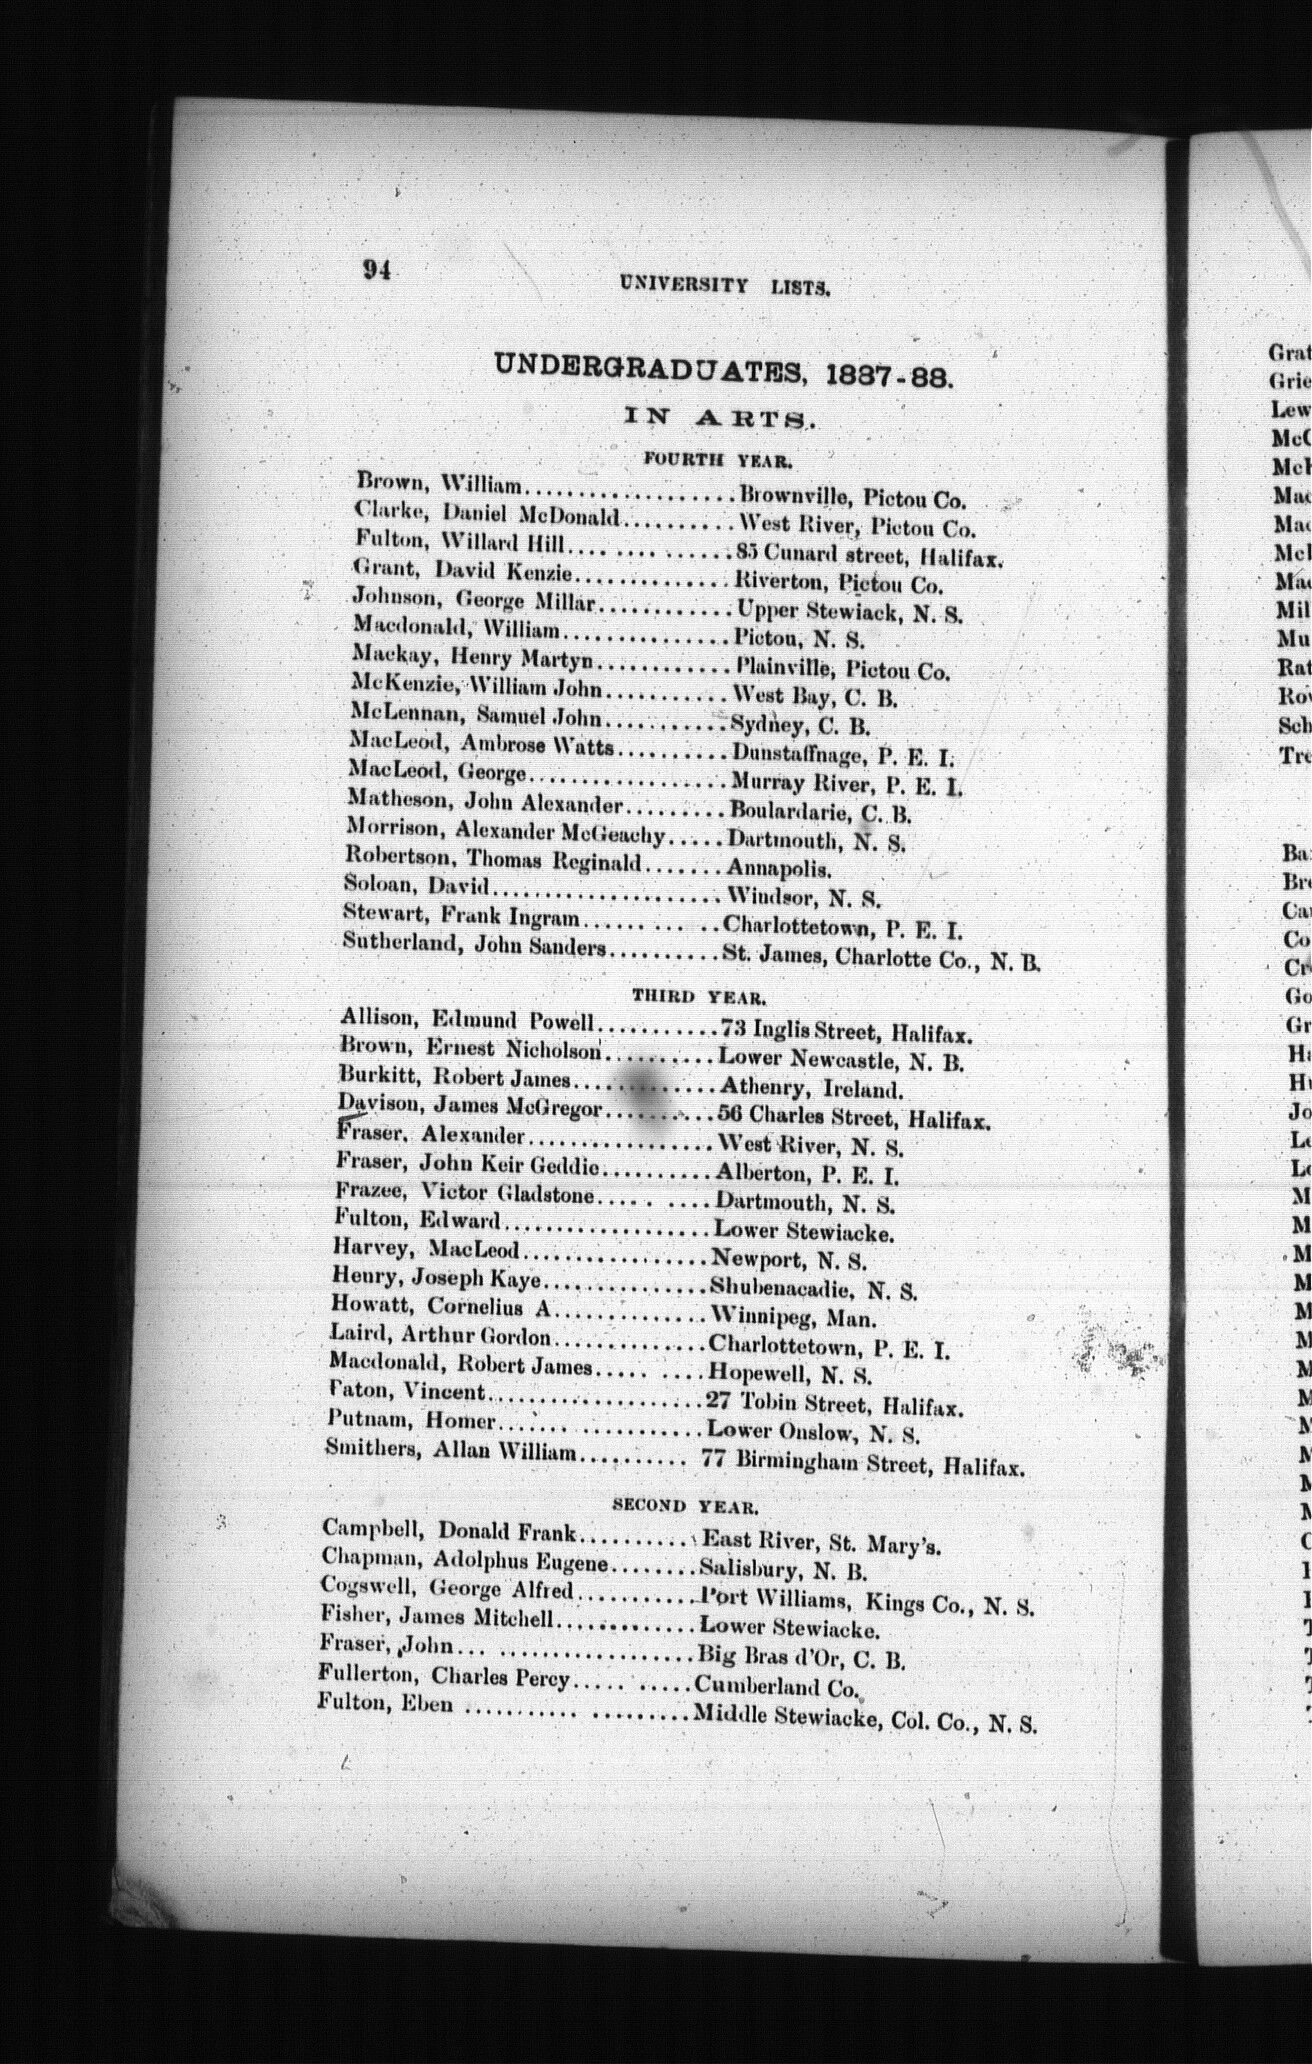 94
UNIVERSITY LISTS.
UNDERGRADUATES, 1887-88.
IN ARTS.
FOURTH YEAR.
Brown, William....................Brownville, Pictou Co.
Clarke, Daniel McDonald..........West River, Pictou Co.
Fulton, Willard Hill.... .... ......85 Cunard street, Halifax.
Grant, David Kenzie..............Riverton, Pictou Co.
Johnson, George Millar............Upper Stewiack, N. S.
Macdonald, William...............Pictou, N. S.
Mackay, Henry Martyn............Plainville, Pictou Co.
McKenzie, William John...........West Bay, C. B.
McLennan, Samuel John...........Sydney, C. B.
MacLeod, Ambrose Watts..........Dunstaffnage, P. E. I.
MacLeod, George..................Murray River, P. E. I.
Matheson, John Alexander.........Boulardarie, C. B.
Morrison, Alexander McGeachy.....Dartmouth, N. S.
Robertson, Thomas Reginald.......Annapolis.
Soloan, David.....................Windsor, N. S.
Stewart, Frank Ingram...... ... ..Charlottetown, P. E. I.
Sutherland, John Sanders..........St. James, Charlotte Co., N. B.
THIRD YEAR.
Allison, Edmund Powell...........73 Inglis Street, Halifax.
Brown, Ernest Nicholson..........Lower Newcastle, N. B.
Burkitt, Robert James.............Athenry, Ireland.
Davison, James McGregor..........56 Charles Street, Halifax.
Fraser, Alexander.................West River, N. S.
Fraser, John Keir Geddie..........Alberton, P. E. I.
Frazee, Victor Gladstone..... ....Dartmouth, N. S.
Fulton, Edward...................Lower Stewiacke.
Harvey, MacLeod.................Newport, N. S.
Henry, Joseph Kaye...............Shubenacadie, N. S.
Howatt, Cornelius A..............Winnipeg, Man.
Laird, Arthur Gordon..............Charlottetown, P. E. I.
Macdonald, Robert James..... ....Hopewell, N. S.
Paton, Vincent....................27 Tobin Street, Halifax.
Putnam, Homer....... ...........Lower Onslow, N. S.
Smithers, Allan William.......... 77 Birmingham Street, Halifax.
SECOND YEAR.
Campbell, Donald Frank..........East River, St. Mary's.
Chapman, Adolphus Eugene........Salisbury, N. B.
Cogswell, George Alfred...........Port Williams, Kings Co., N. S.
Fisher, James Mitchell.............Lower Stewiacke.
Fraser, John... ..................Big Bras d'Or, C. B.
Fullerton, Charles Percy..... .....Cumberland Co.
Fulton, Eben ........... .........Middle Stewiacke, Col. Co., N. S.